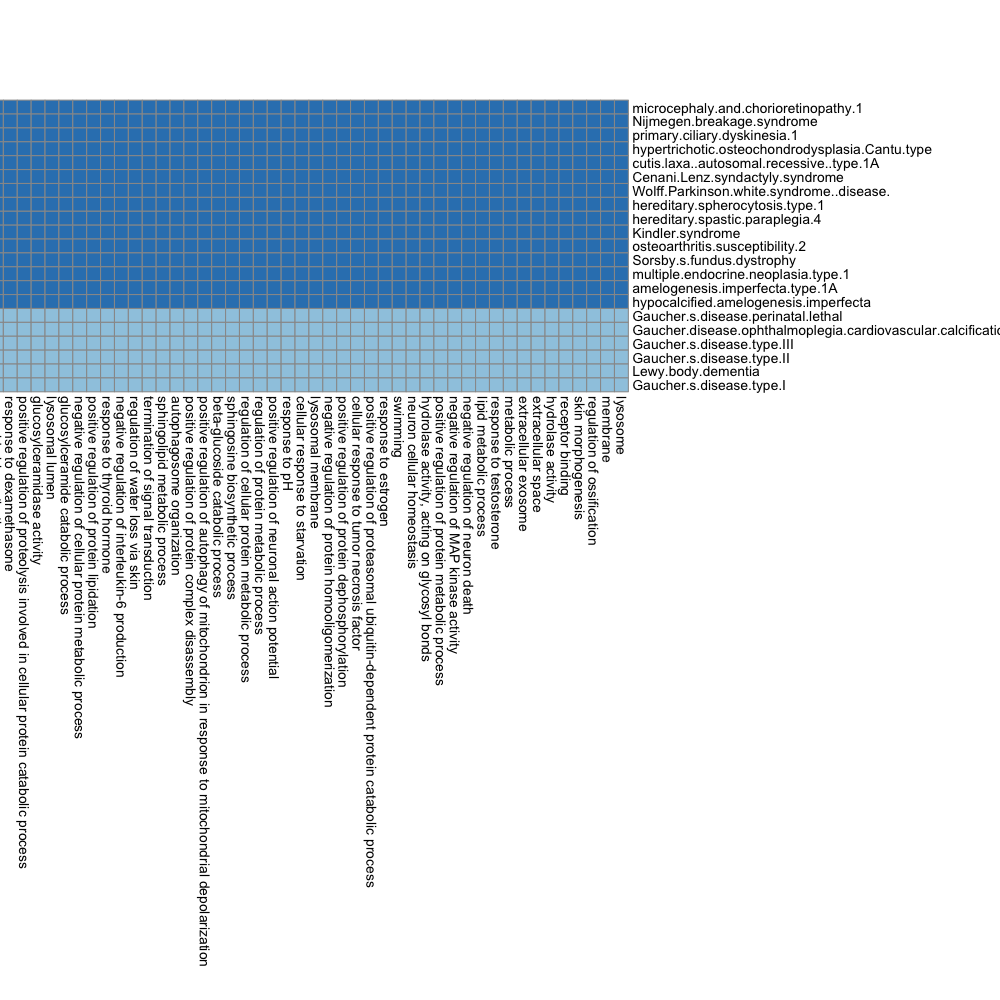 microcephaly.and.chorioretinopathy.1
Nijmegen.breakage.syndrome
primary.ciliary.dyskinesia.1
hypertrichotic.osteochondrodysplasia.Cantu.type
cutis.laxa..autosomal.recessive..type.1A
Cenani.Lenz.syndactyly.syndrome
Wolff.Parkinson.white.syndrome..disease.
hereditary.spherocytosis.type.1
hereditary.spastic.paraplegia.4
Kindler.syndrome
osteoarthritis.susceptibility.2
Sorsby.s.fundus.dystrophy
multiple.endocrine.neoplasia.type.1
amelogenesis.imperfecta.type.1A
hypocalcified.amelogenesis.imperfecta
Gaucher.s.disease.perinatal.lethal
Gaucher.disease.ophthalmoplegia.cardiovascular.calcificatio
Gaucher.s.disease.type.III
Gaucher.s.disease.type.II
Lewy.body.dementia
Gaucher.s.disease.type.I
response to dexamethasone
positive regulation of proteolysis involved in cellular protein catabolic process
glucosylceramidase activity
lysosomal lumen
glucosylceramide catabolic process
negative regulation of cellular protein metabolic process
positive regulation of protein lipidation
response to thyroid hormone
negative regulation of interleukin-6 production
regulation of water loss via skin
termination of signal transduction
sphingolipid metabolic process
autophagosome organization
positive regulation of protein complex disassembly
positive regulation of autophagy of mitochondrion in response to mitochondrial depolarization
beta-glucoside catabolic process
sphingosine biosynthetic process
regulation of cellular protein metabolic process
regulation of protein metabolic process
positive regulation of neuronal action potential
response to pH
cellular response to starvation
lysosomal membrane
negative regulation of protein homooligomerization
positive regulation of protein dephosphorylation
cellular response to tumor necrosis factor
positive regulation of proteasomal ubiquitin-dependent protein catabolic process
response to estrogen
swimming
neuron cellular homeostasis
hydrolase activity, acting on glycosyl bonds
positive regulation of protein metabolic process
negative regulation of MAP kinase activity
negative regulation of neuron death
lipid metabolic process
response to testosterone
metabolic process
extracellular exosome
extracellular space
hydrolase activity
receptor binding
skin morphogenesis
regulation of ossification
membrane
lysosome